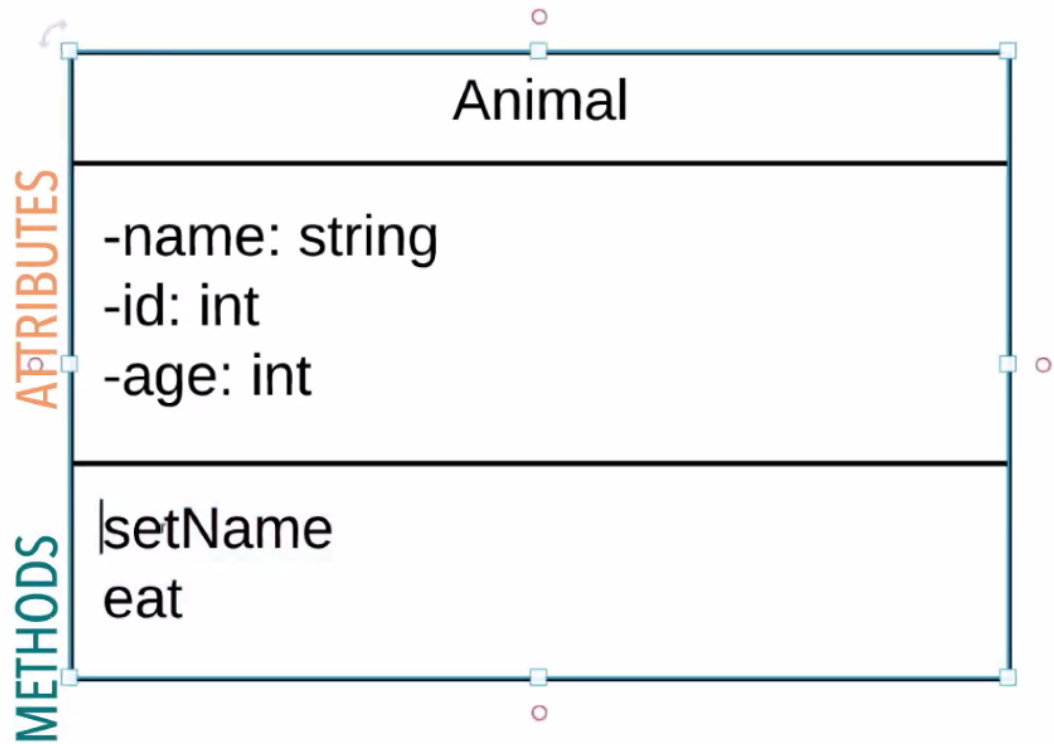 Animal
ATTRIBUTES
-name: string
-id: int
-age: int
METHODS
setName
eat